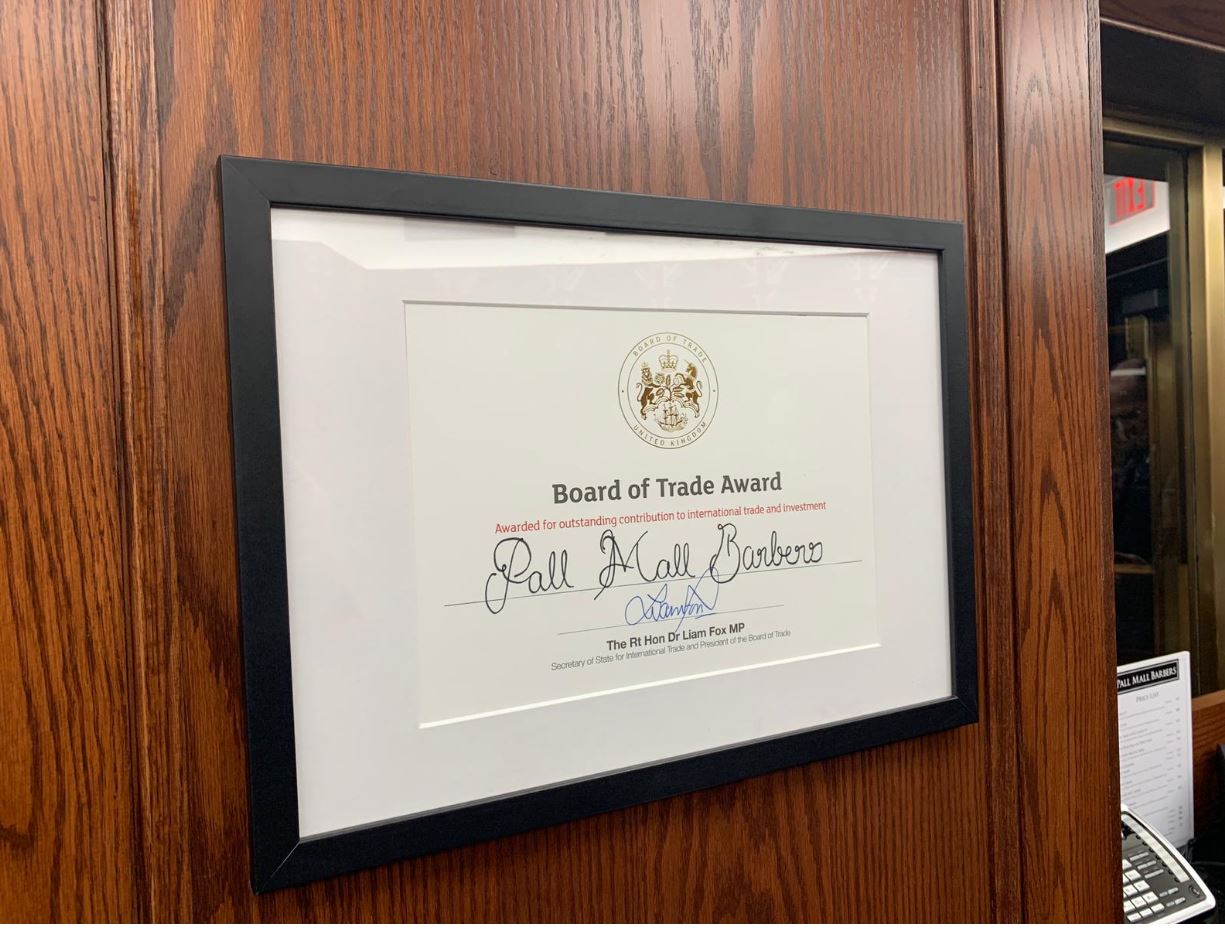 BOARD OF TRADE
UNITED KINGDOM
Board of Trade Award
Awarded for outstanding contribution to international trade and investment
Pall Mall Barbers
The Rt Hon Dr Liam Fox MP
Secretary of State for International Trade and President of the Board of Trade
PALL MALL BARBERS
PRICE LIST